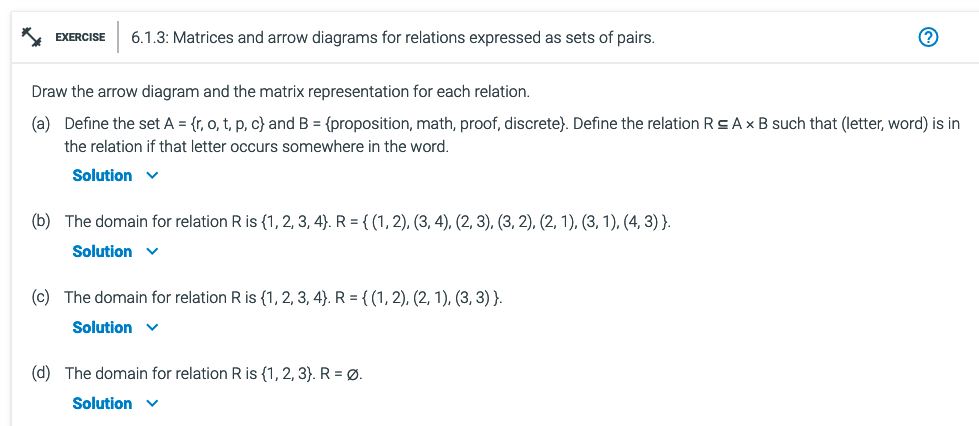 EXERCISE 6.1.3: Matrices and arrow diagrams for relations expressed as sets of pairs. ?
Draw the arrow diagram and the matrix representation for each relation.
(a) Define the set A = {r, o, t, p, c} and B = {proposition, math, proof, discrete}. Define the relation R ⊆ A × B such that (letter, word) is in
the relation if that letter occurs somewhere in the word.
Solution
(b) The domain for relation R is {1, 2, 3, 4}. R = { (1, 2), (3, 4), (2, 3), (3, 2), (2, 1), (3, 1), (4, 3) }.
Solution
(c) The domain for relation R is {1, 2, 3, 4}. R = { (1, 2), (2, 1), (3, 3) }.
Solution
(d) The domain for relation R is {1, 2, 3}. R = ∅.
Solution